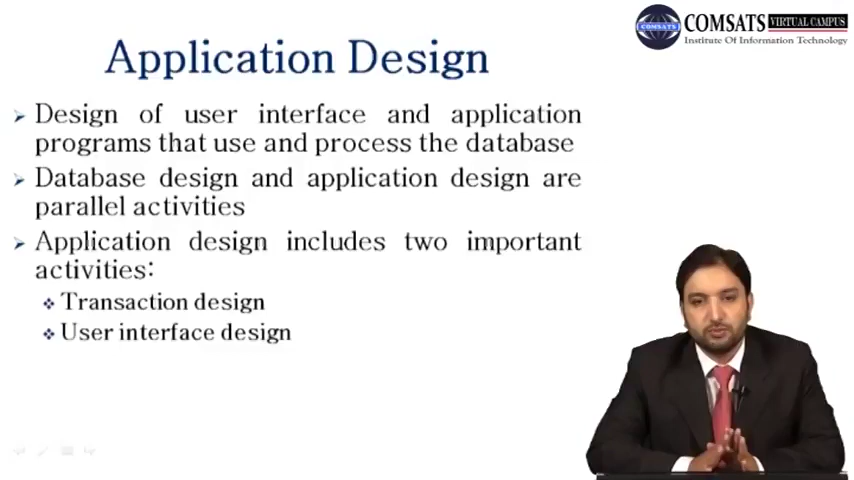 COMSATS VIRTUAL CAMPUS
Institute Of Information Technology
Application Design
Design of user interface and application
programs that use and process the database
Database design and application design are
parallel activities
Application design includes two important
activities:
Transaction design
User interface design